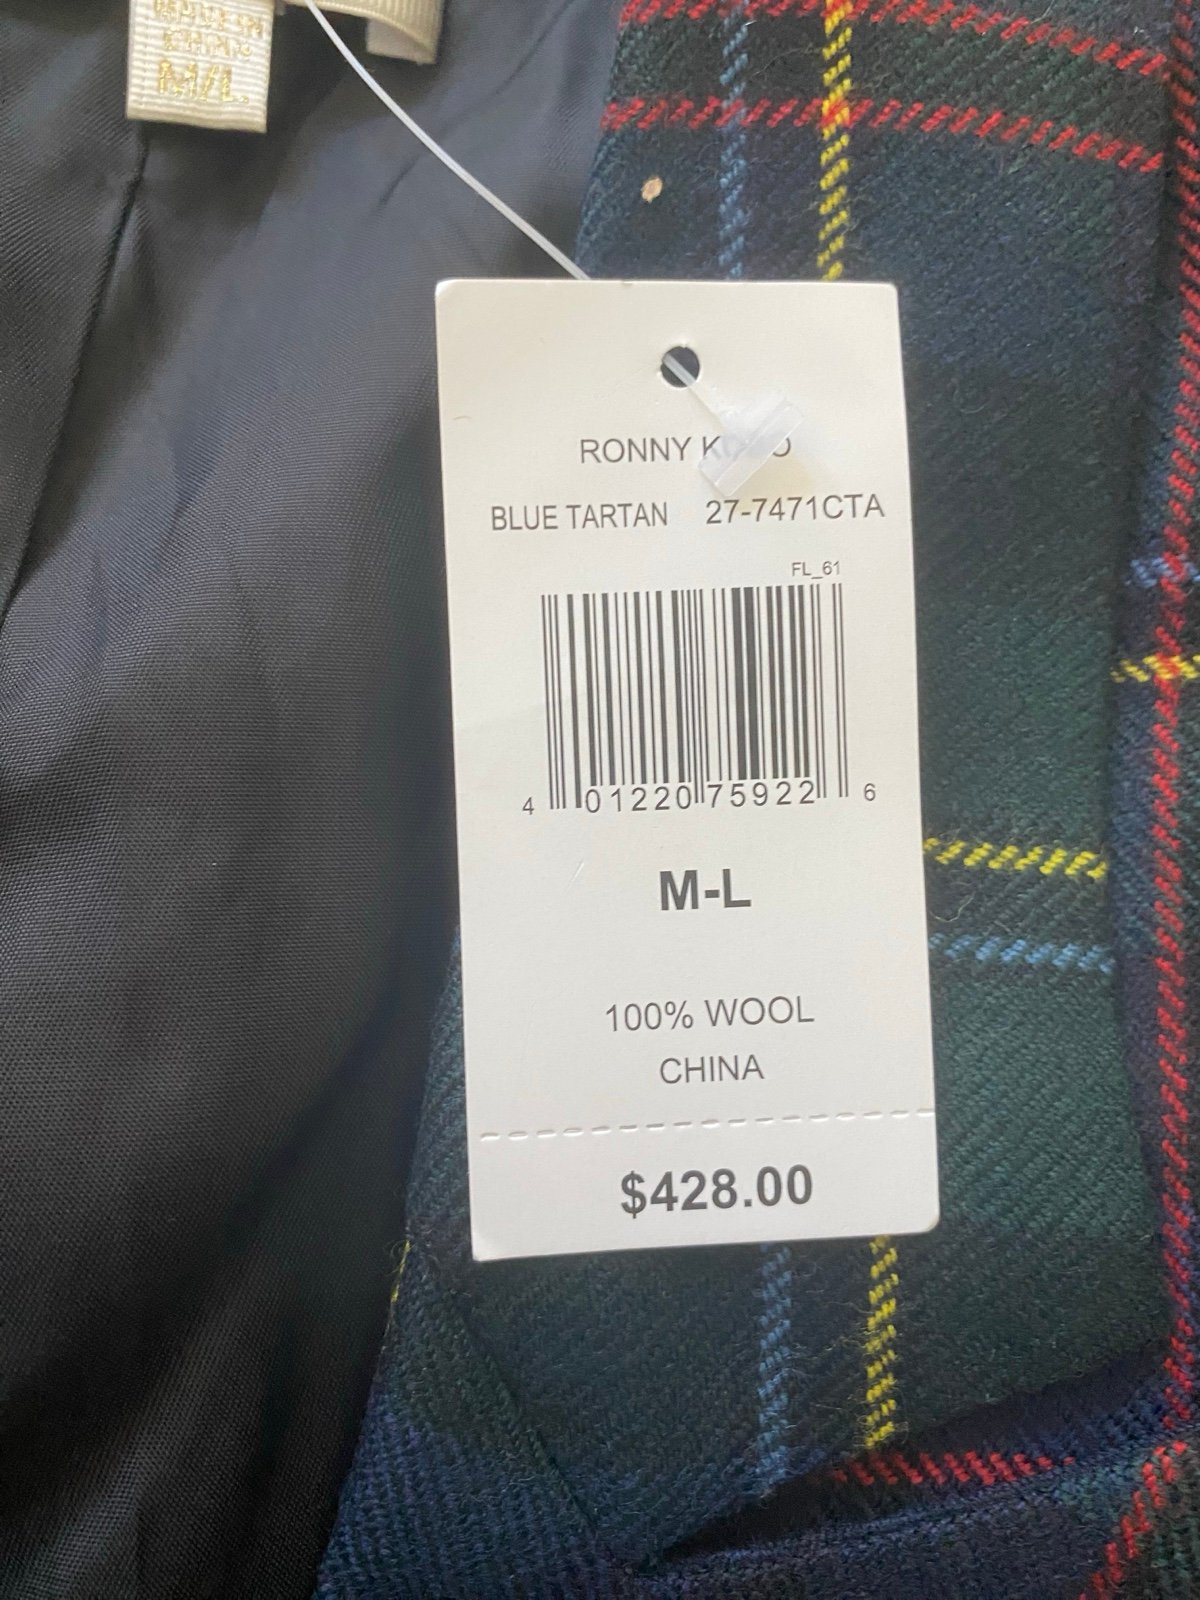 M/L
RONNY
BLUE TARTAN 27-7471CTA
FL_61
4 01220 75922 6
M-L
100% WOOL
CHINA
$428.00